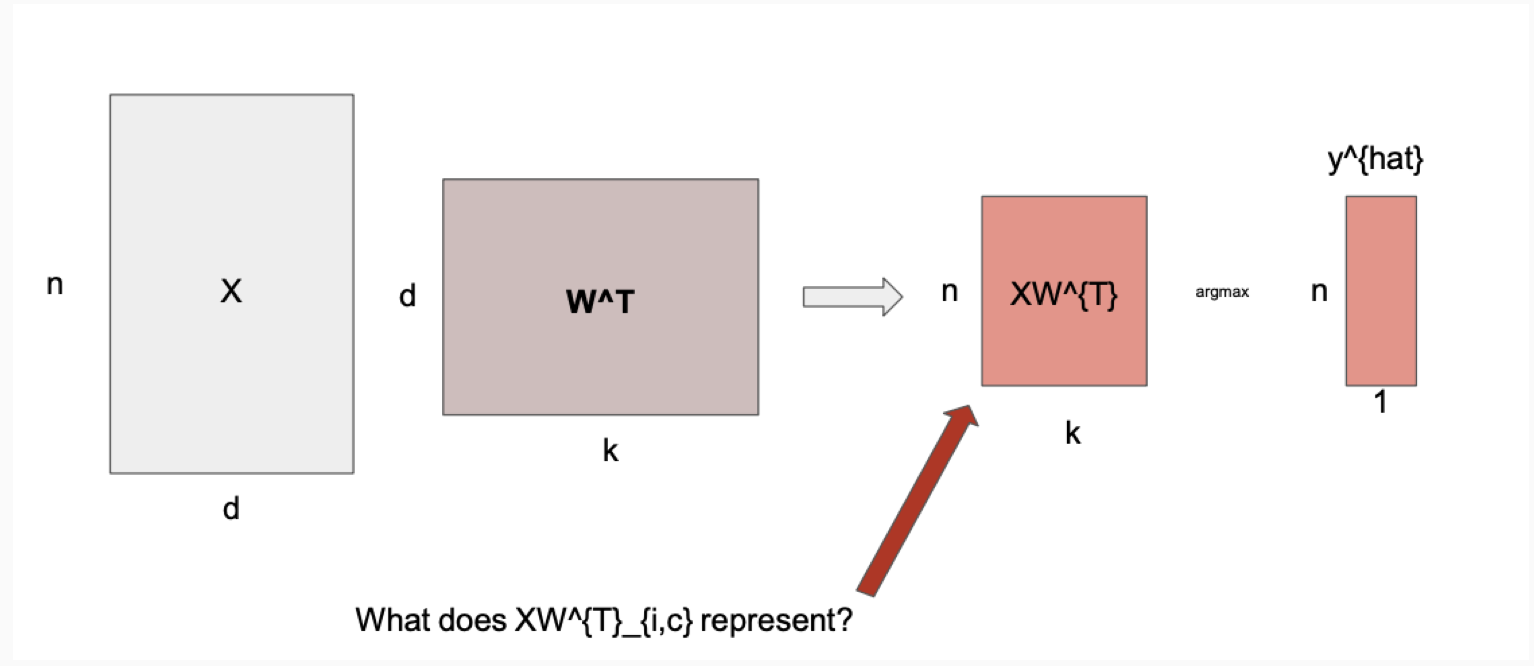 y^{hat}
n
X
d
W^T
n
XW^{T}
argmax
n
1
k
k
d
What does XW^{T}_{i,c} represent?